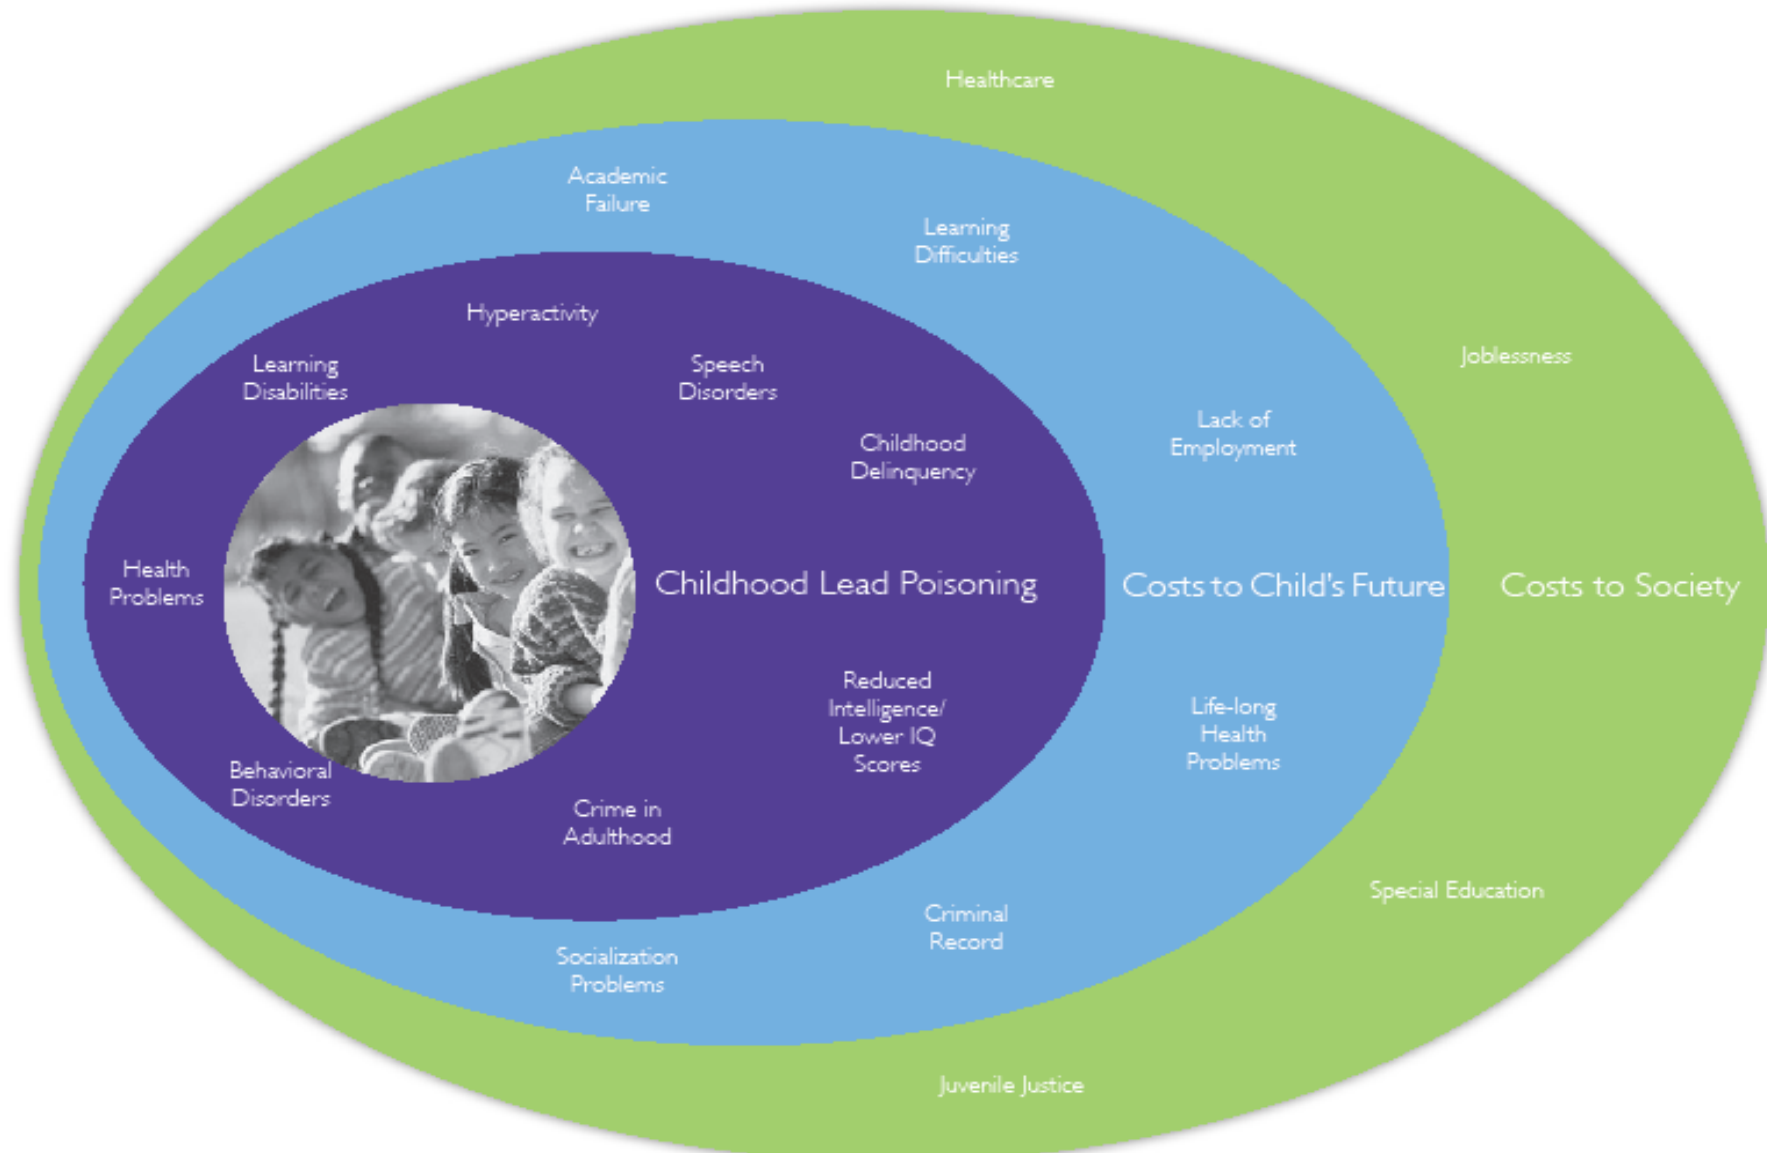 Healthcare
Academic
Failure
Learning
Difficulties
Hyperactivity
Learning
Disabilities
Speech
Disorders
Joblessness
Lack of
Employment
Childhood
Delinquency
Health
Problems
Childhood Lead Poisoning
Costs to Child's Future
Costs to Society
Reduced
Intelligence/
Lower IQ
Scores
Life-long
Health
Problems
Behavioral
Disorders
Crime in
Adulthood
Special Education
Criminal
Record
Socialization
Problems
Juvenile Justice